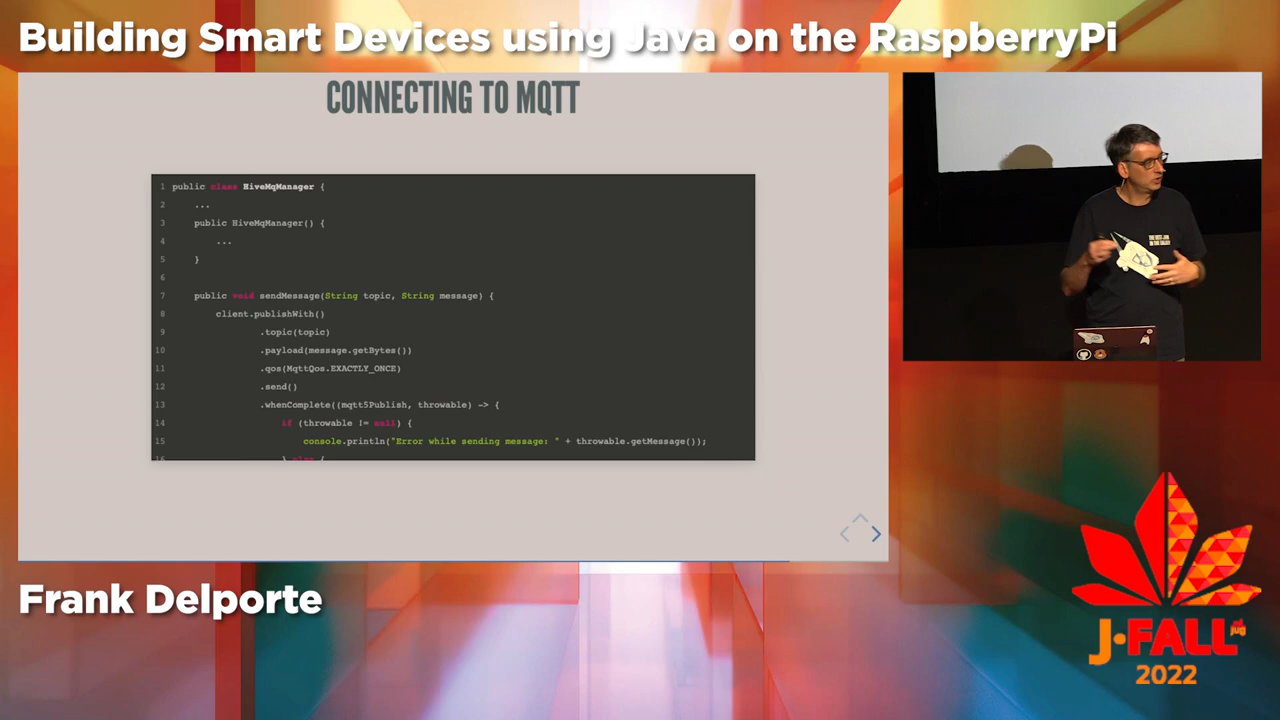 Building Smart Devices using Java on the RaspberryPi
CONNECTING TO MQTT
1 public class HiveMqManager {
2 ...
3 public HiveMqManager() {
4 ...
5 }
6
7 public void sendMessage(String topic, String message) {
8 client.publishWith()
9 .topic(topic)
10 .payload(message.getBytes())
11 .qos(MqttQos.EXACTLY_ONCE)
12 .send()
13 .whenComplete((mqtt5Publish, throwable) -> {
14 if (throwable != null) {
15 console.println("Error while sending message: " + throwable.getMessage());
16 } else {
Frank Delporte
J-FALL
nljug
2022